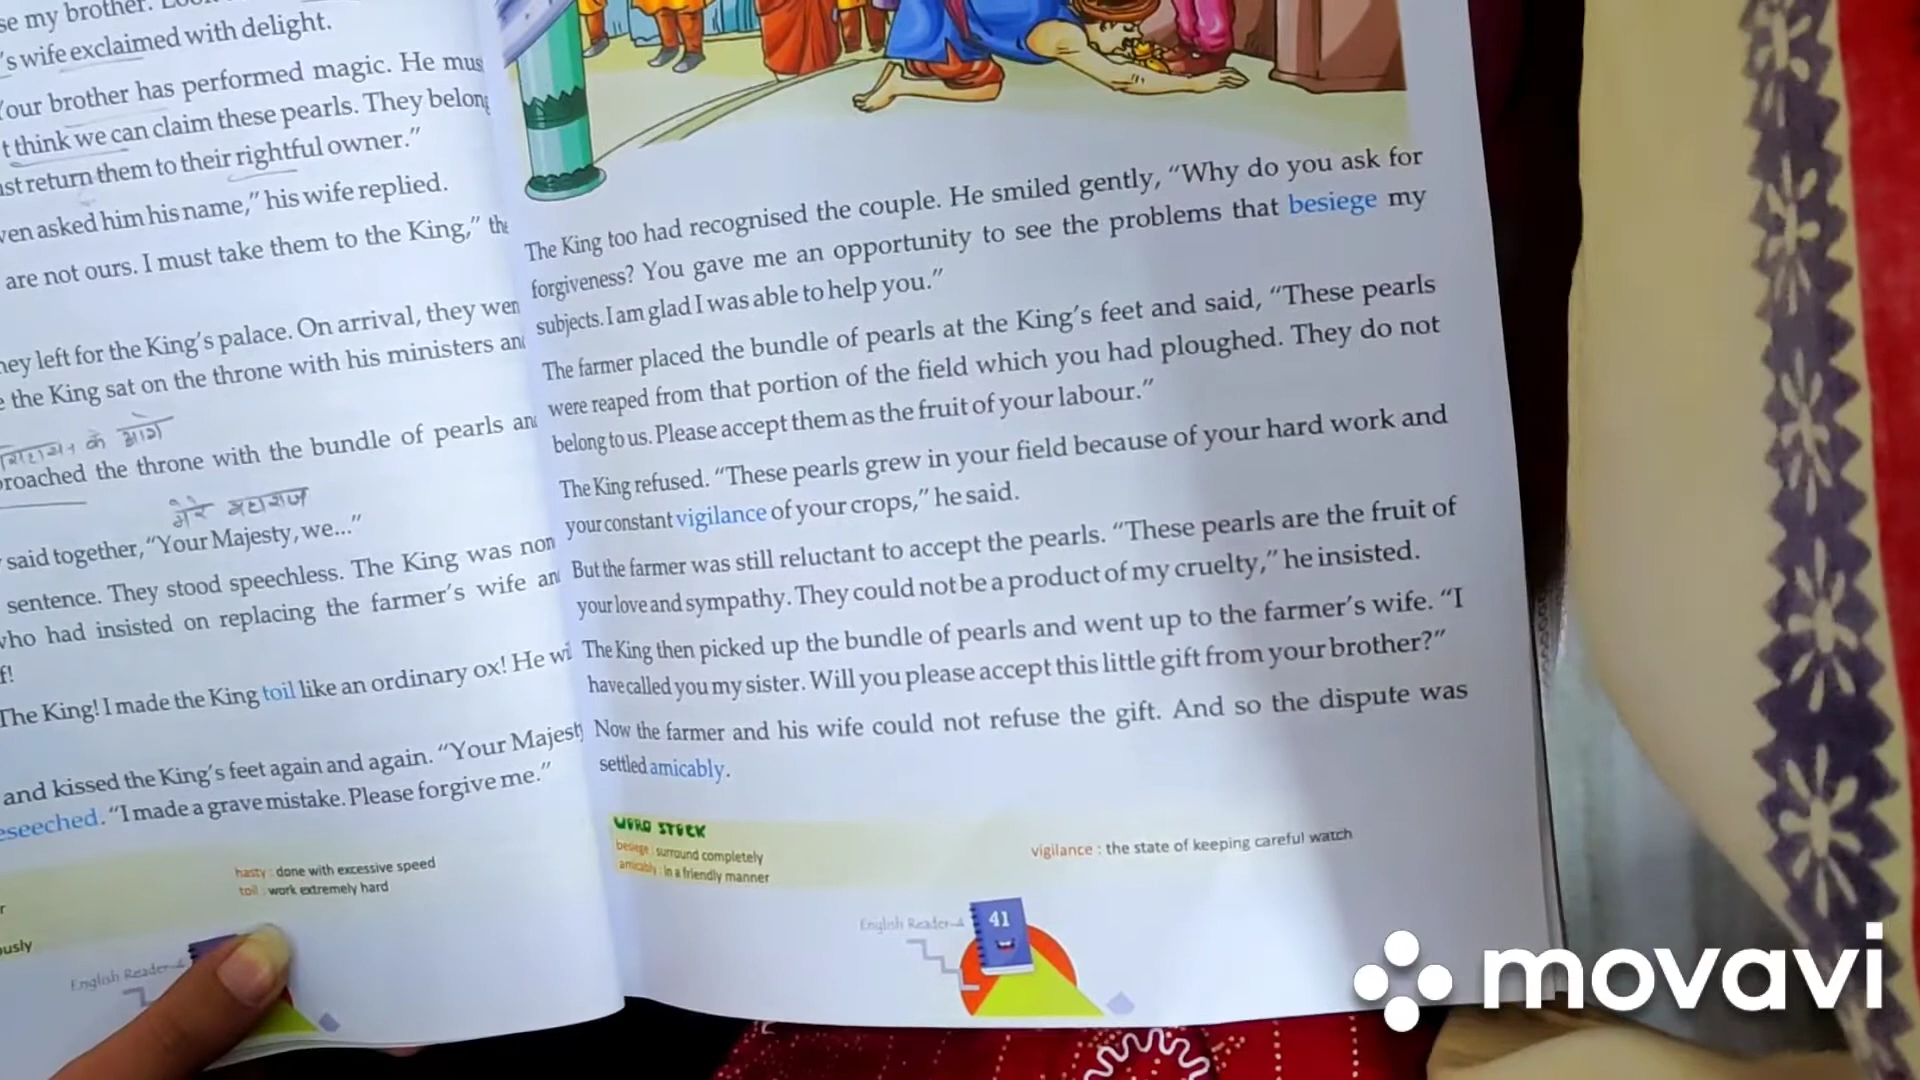 se my brother.
's wife exclaimed with delight.
Your brother has performed magic. He mus
t think we can claim these pearls. They belong
ust return them to their rightful owner."
ven asked him his name," his wife replied.
are not ours. I must take them to the King," the
hey left for the King's palace. On arrival, they wer
e the King sat on the throne with his ministers and
के आगे
proached the throne with the bundle of pearls and
मेरे महाराज
said together, "Your Majesty, we..."
sentence. They stood speechless. The King was non
who had insisted on replacing the farmer's wife and
f!
The King! I made the King toil like an ordinary ox! He wi
and kissed the King's feet again and again. "Your Majesty
eseeched. "I made a grave mistake. Please forgive me."
hasty : done with excessive speed
toil : work extremely hard
r
ously
English Reader-4
The King too had recognised the couple. He smiled gently, "Why do you ask for
forgiveness? You gave me an opportunity to see the problems that besiege my
subjects. I am glad I was able to help you."
The farmer placed the bundle of pearls at the King's feet and said, "These pearls
were reaped from that portion of the field which you had ploughed. They do not
belong to us. Please accept them as the fruit of your labour."
The King refused. "These pearls grew in your field because of your hard work and
your constant vigilance of your crops," he said.
But the farmer was still reluctant to accept the pearls. "These pearls are the fruit of
your love and sympathy. They could not be a product of my cruelty," he insisted.
The King then picked up the bundle of pearls and went up to the farmer's wife. "I
have called you my sister. Will you please accept this little gift from your brother?"
Now the farmer and his wife could not refuse the gift. And so the dispute was
settled amicably.
WORD STOCK
besiege : surround completely
amicably : in a friendly manner
vigilance : the state of keeping careful watch
English Reader-4
41
movavi